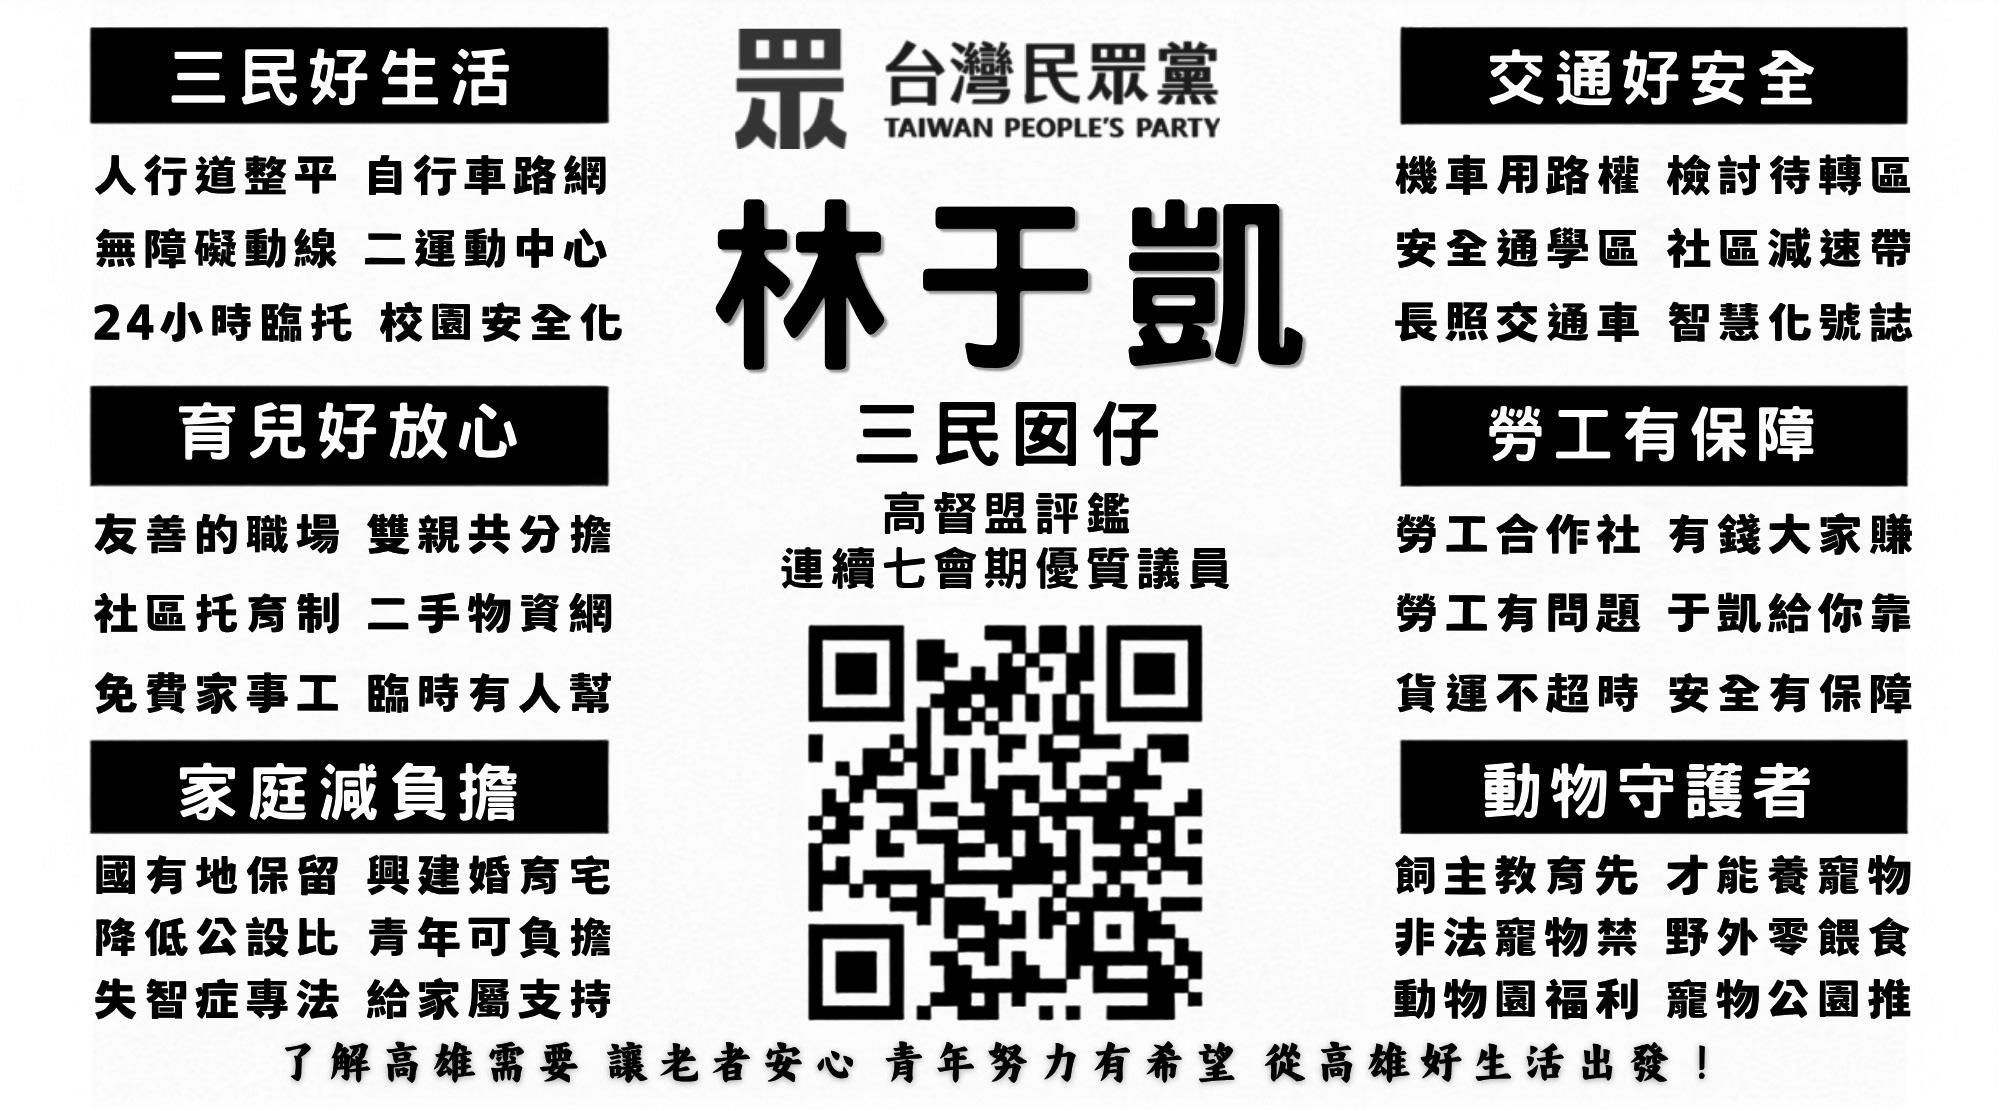 三民好生活
人行道整平 自行車路網
無障礙動線 二運動中心
24小時臨托 校園安全化
育兒好放心
友善的職場 雙親共分擔
社區托育制 二手物資網
免費家事工 臨時有人幫
家庭減負擔
國有地保留 興建婚育宅
降低公設比 青年可負擔
失智症專法 給家屬支持
眾 台灣民眾黨
TAIWAN PEOPLE'S PARTY
林于凱
三民囡仔
高督盟評鑑
連續七會期優質議員
交通好安全
機車用路權 檢討待轉區
安全通學區 社區減速帶
長照交通車 智慧化號誌
勞工有保障
勞工合作社 有錢大家賺
勞工有問題 于凱給你靠
貨運不超時 安全有保障
動物守護者
飼主教育先 才能養寵物
非法寵物禁 野外零餵食
動物園福利 寵物公園推
了解高雄需要 讓老者安心 青年努力有希望 從高雄好生活出發！